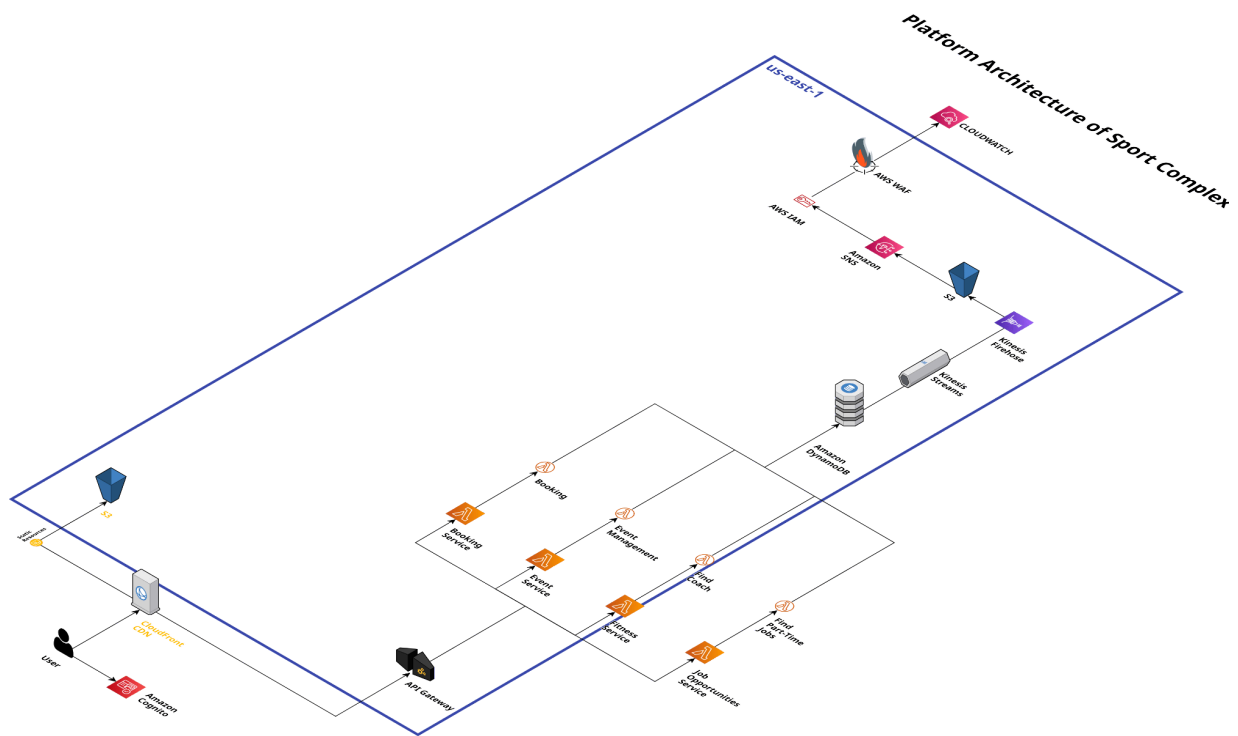 Platform Architecture of Sport Complex
us-east-1
CLOUDWATCH
AWS WAF
AWS IAM
Amazon
SNS
S3
Kinesis
Firehose
Kinesis
Streams
Amazon
DynamoDB
Booking
Booking
Service
Event
Management
Event
Service
Find
Coach
Fitness
Service
Find
Part-Time
Jobs
Job
Opportunities
Service
S3
Static
Resources
CloudFront
CDN
User
Amazon
Cognito
API Gateway